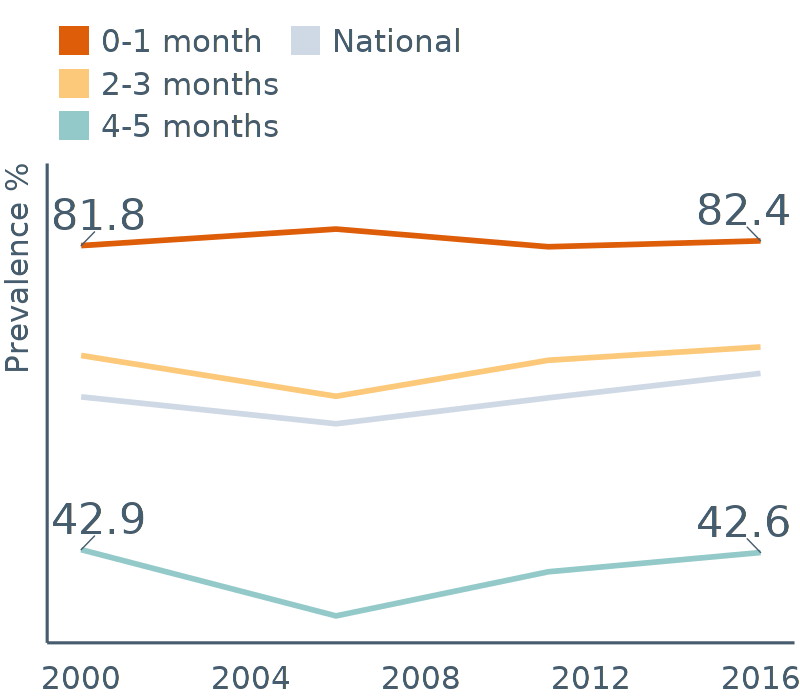 0-1 month
National
2-3 months
4-5 months
Prevalence %
81.8
82.4
42.9
42.6
2000 2004 2008 2012 2016